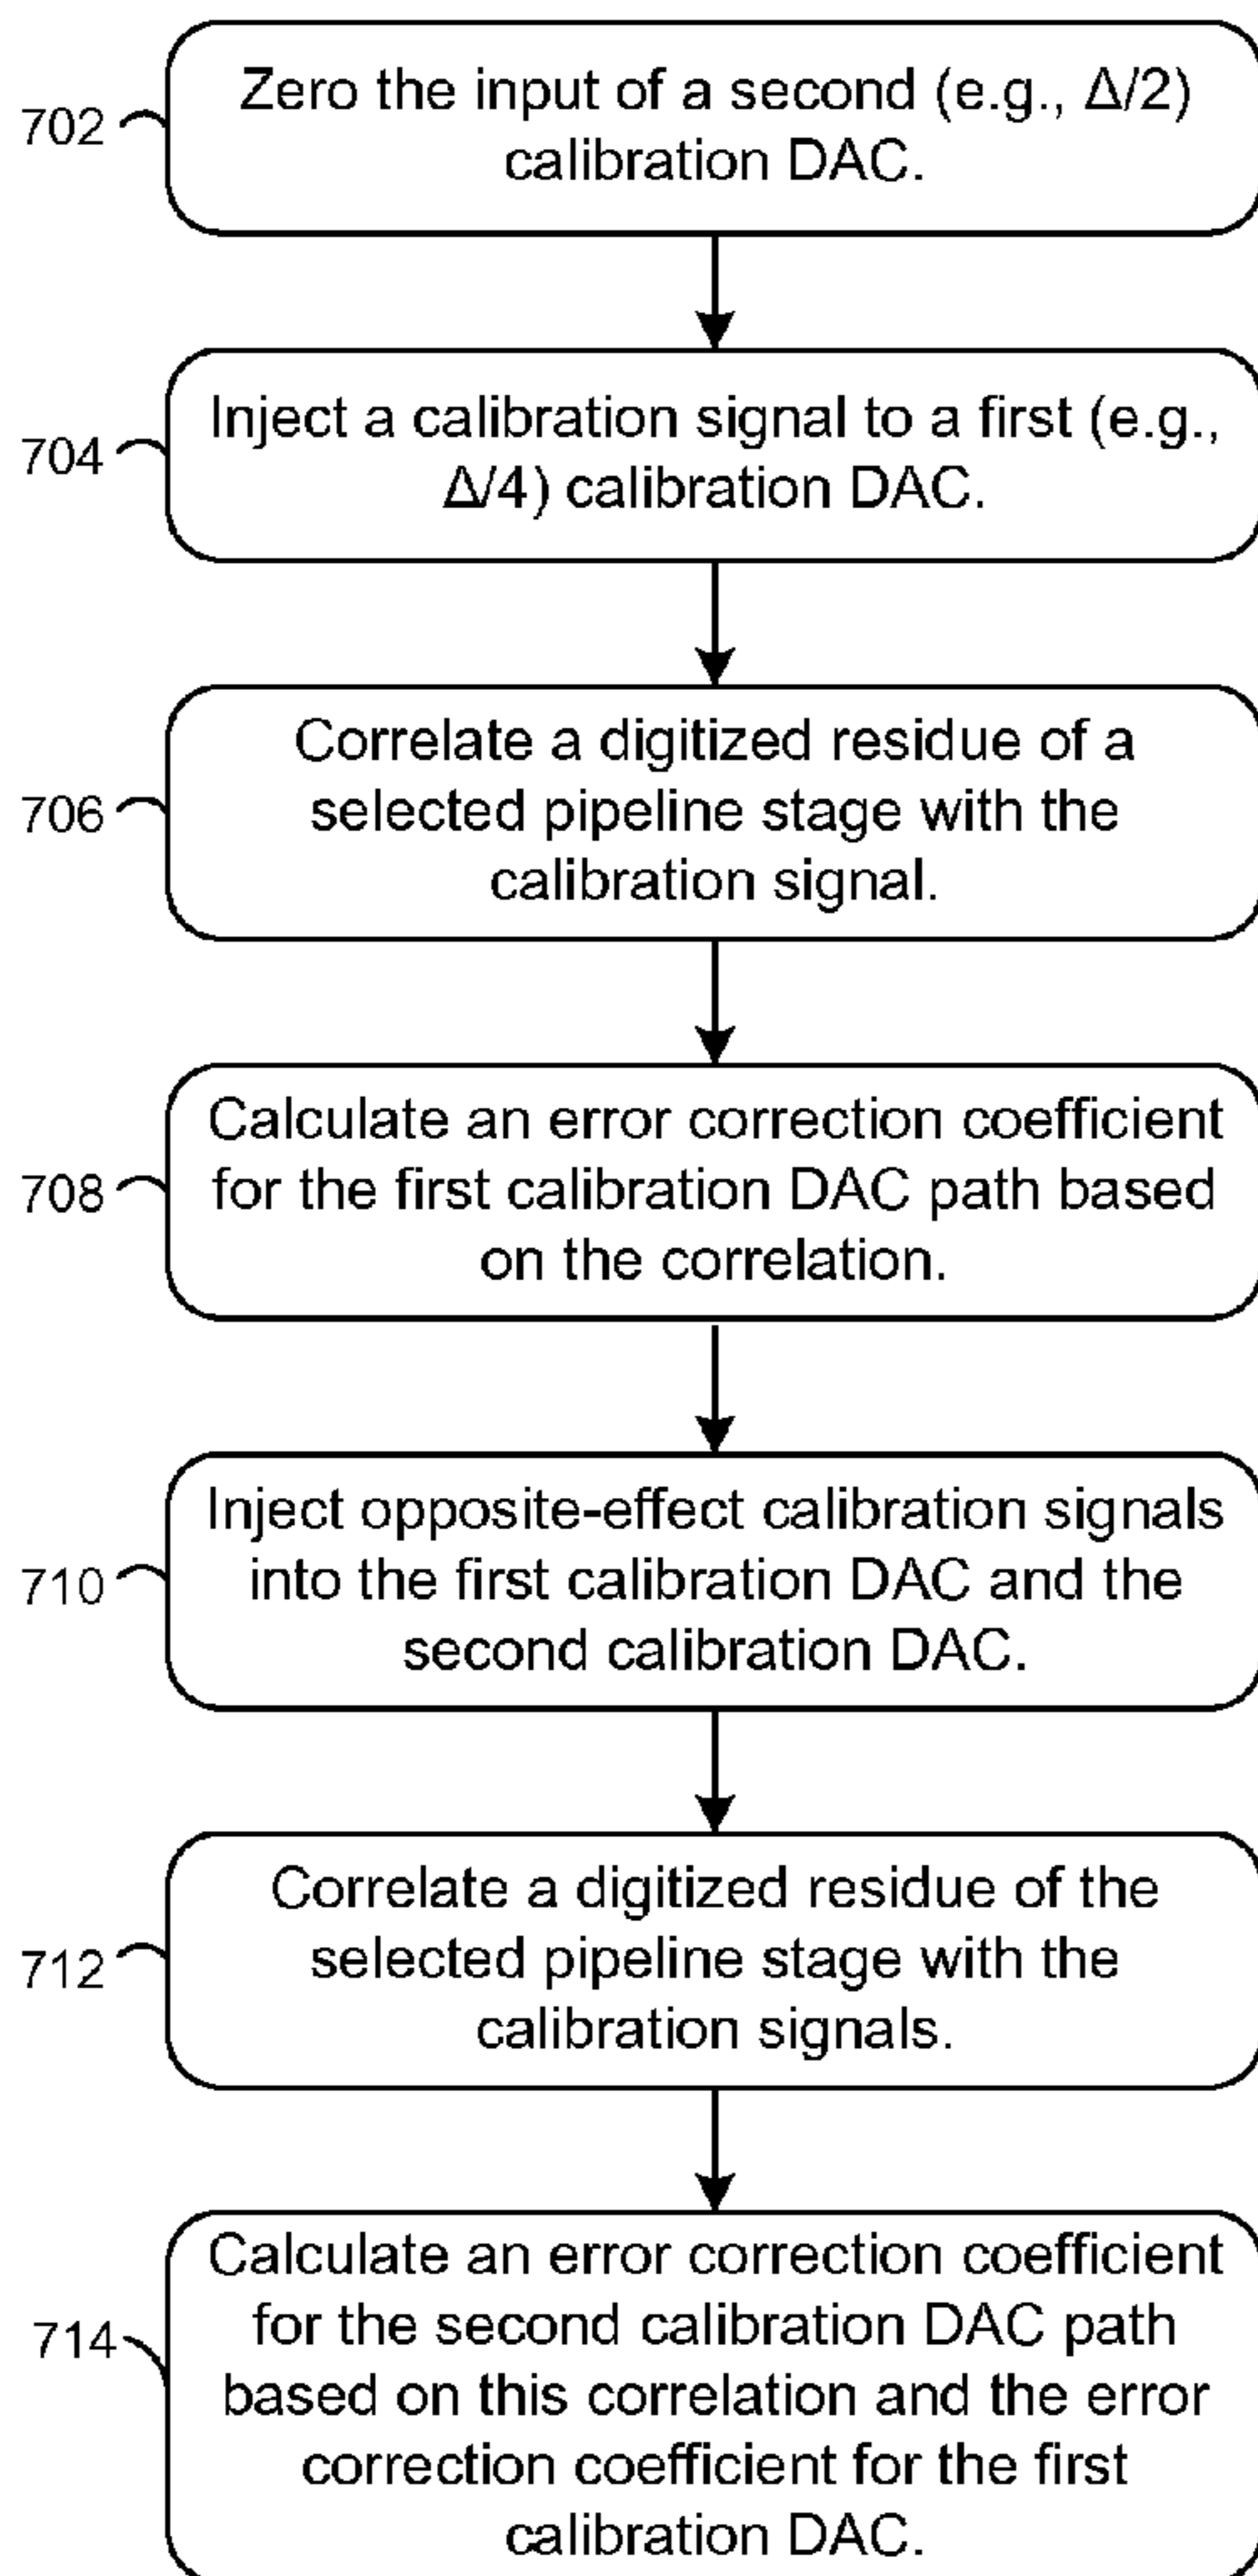 702
Zero the input of a second (e.g., Δ/2)
calibration DAC.
704
Inject a calibration signal to a first (e.g.,
Δ/4) calibration DAC.
706
Correlate a digitized residue of a
selected pipeline stage with the
calibration signal.
708
Calculate an error correction coefficient
for the first calibration DAC path based
on the correlation.
710
Inject opposite-effect calibration signals
into the first calibration DAC and the
second calibration DAC.
712
Correlate a digitized residue of the
selected pipeline stage with the
calibration signals.
714
Calculate an error correction coefficient
for the second calibration DAC path
based on this correlation and the error
correction coefficient for the first
calibration DAC.